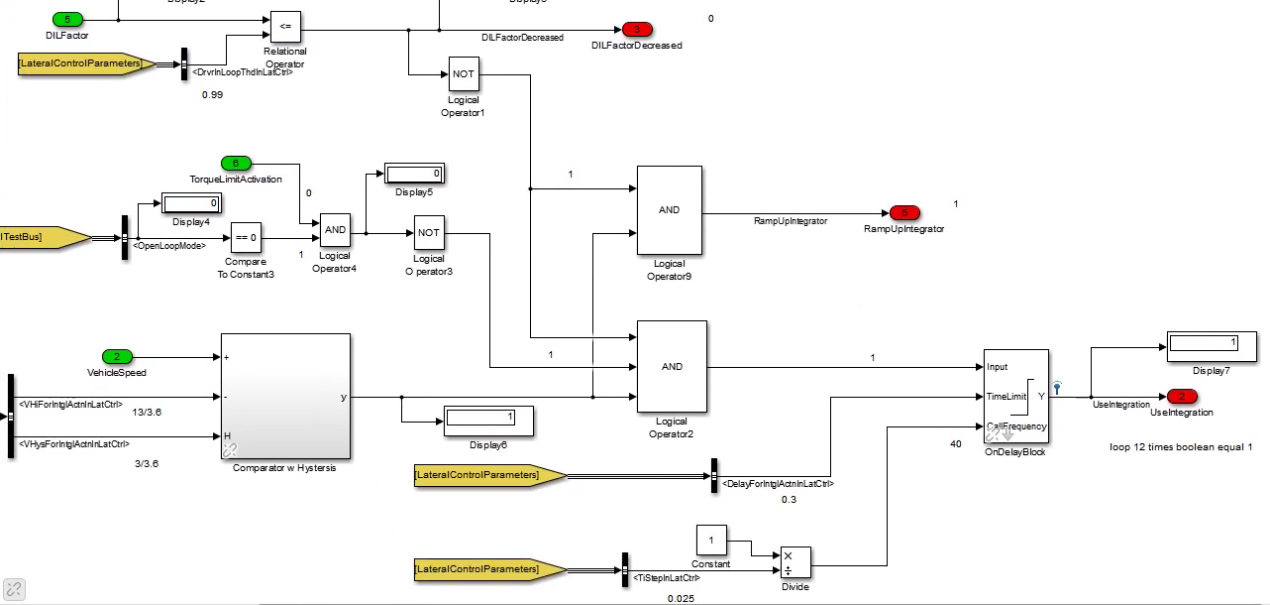 5
DILFactor
<=
Relational
Operator
DILFactorDecreased
3
DILFactorDecreased
0
[LateralControlParameters]
<DrvrInLoopThdInLatCtrl>
0.99
NOT
Logical
Operator1
6
TorqueLimitActivation
0
0
Display5
0
Display4
ITestBus]
<OpenLoopMode>
== 0
Compare
To Constant3
1
AND
Logical
Operator4
NOT
Logical
O perator3
1
AND
Logical
Operator9
RampUpIntegrator
5
RampUpIntegrator
1
2
VehicleSpeed
<VHiForIntglActnInLatCtrl>
13/3.6
<VHysForIntglActnInLatCtrl>
3/3.6
+
-
H
y
Comparator w Hystersis
1
Display6
1
AND
Logical
Operator2
1
Input
TimeLimit
CallFrequency
Y
OnDelayBlock
40
1
Display7
UseIntegration
2
UseIntegration
loop 12 times boolean equal 1
[LateralControlParameters]
<DelayForIntglActnInLatCtrl>
0.3
1
Constant
×
÷
Divide
[LateralControlParameters]
<TiStepInLatCtrl>
0.025